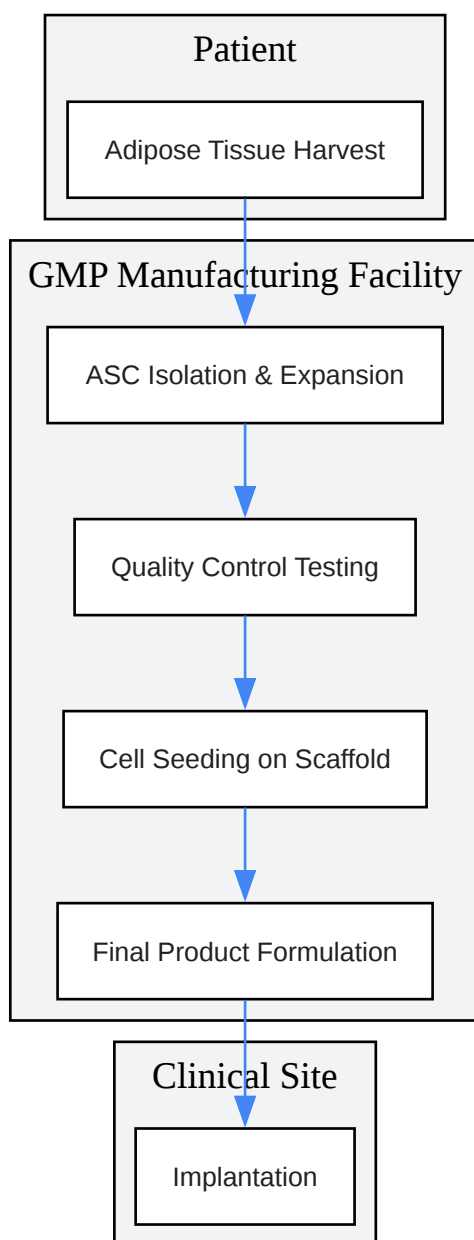 Patient
Adipose Tissue Harvest
GMP Manufacturing Facility
ASC Isolation & Expansion
Quality Control Testing
Cell Seeding on Scaffold
Final Product Formulation
Clinical Site
Implantation